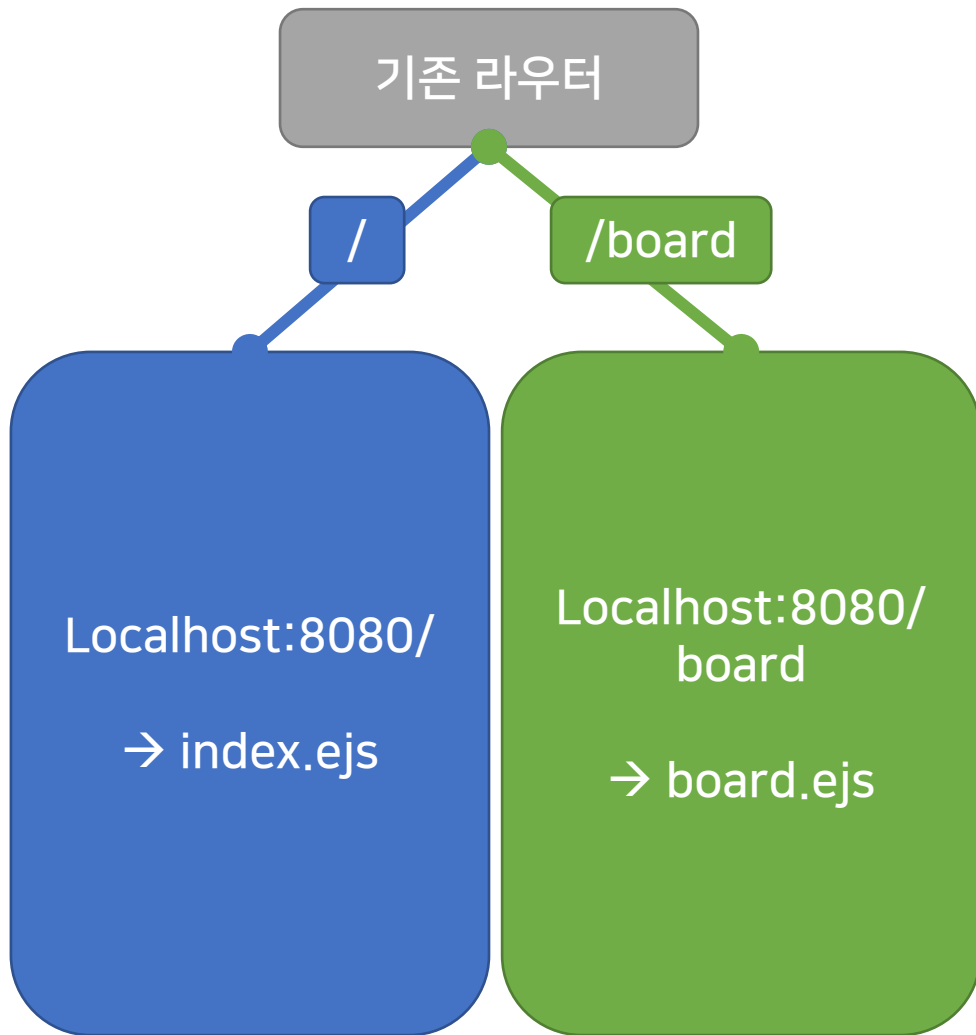 기존 라우터
/
/board
Localhost:8080/
→ index.ejs
Localhost:8080/
board
→ board.ejs